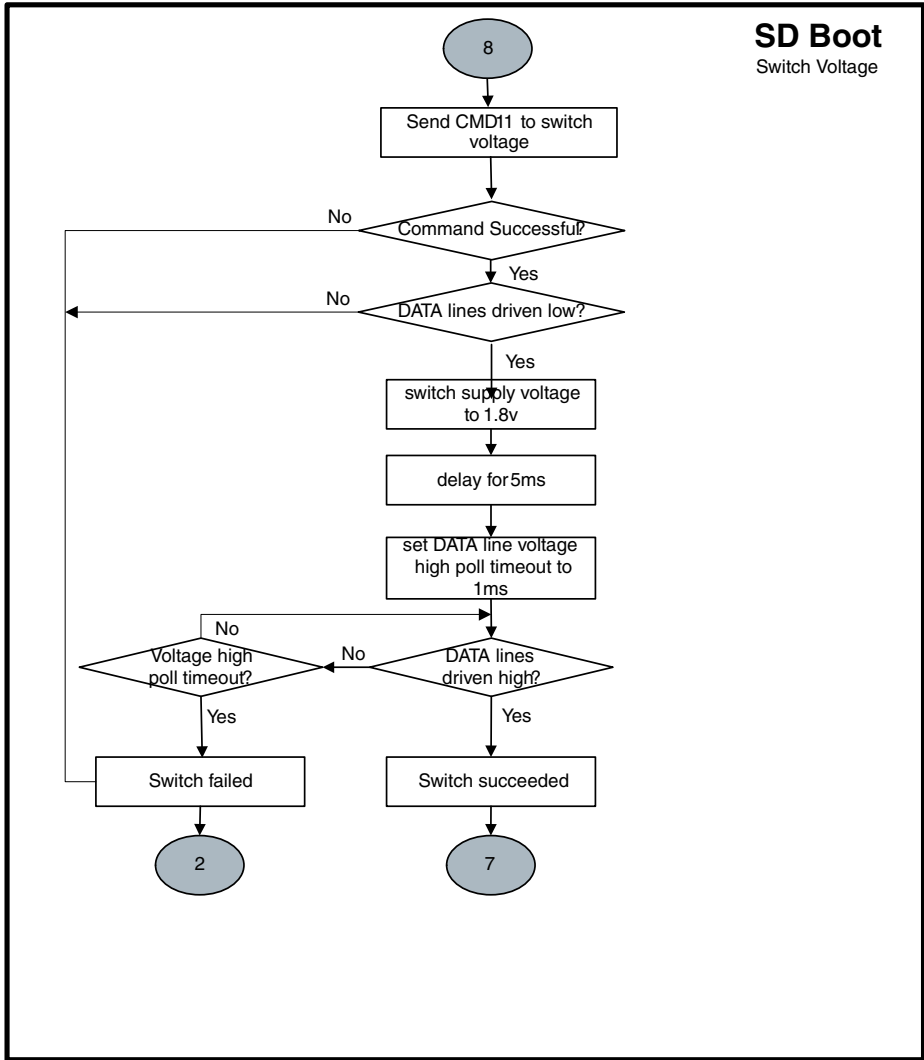 SD Boot
Switch Voltage
8
Send CMD11 to switch
voltage
Command Successful?
No
Yes
DATA lines driven low?
No
Yes
switch supply voltage
to 1.8v
delay for 5ms
set DATA line voltage
high poll timeout to
1ms
No
Voltage high
poll timeout?
No
DATA lines
driven high?
Yes
Yes
Switch failed
Switch succeeded
2
7